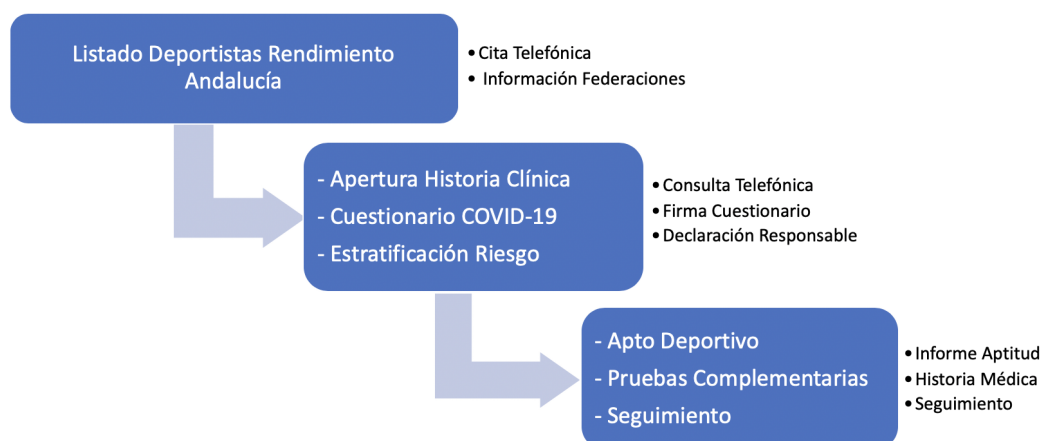 Listado Deportistas Rendimiento
Andalucía
• Cita Telefónica
• Información Federaciones
- Apertura Historia Clínica
- Cuestionario COVID-19
- Estratificación Riesgo
• Consulta Telefónica
• Firma Cuestionario
• Declaración Responsable
- Apto Deportivo
- Pruebas Complementarias
- Seguimiento
• Informe Aptitud
• Historia Médica
• Seguimiento